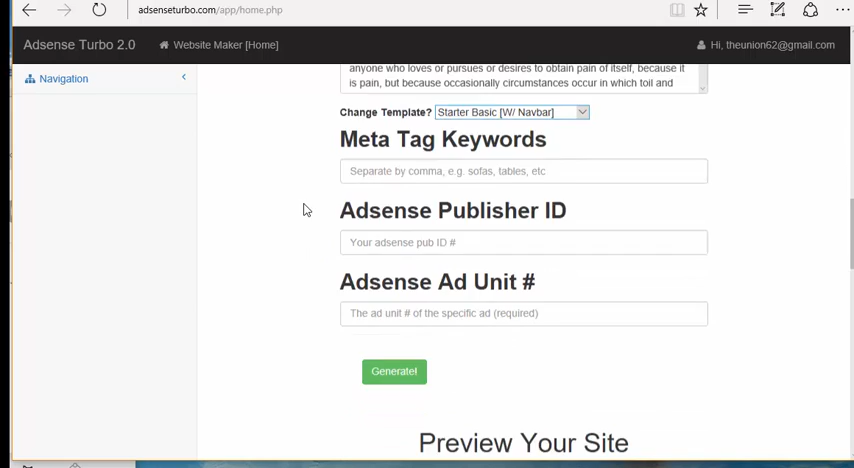 adsenseturbo.com/app/home.php
Adsense Turbo 2.0
Website Maker [Home]
Hi, theunion62@gmail.com
Navigation
anyone who loves or pursues or desires to obtain pain of itself, because it
is pain, but because occasionally circumstances occur in which toil and
Change Template? Starter Basic [W/ Navbar]
Meta Tag Keywords
Separate by comma, e.g. sofas, tables, etc
Adsense Publisher ID
Your adsense pub ID #
Adsense Ad Unit #
The ad unit # of the specific ad (required)
Generate!
Preview Your Site